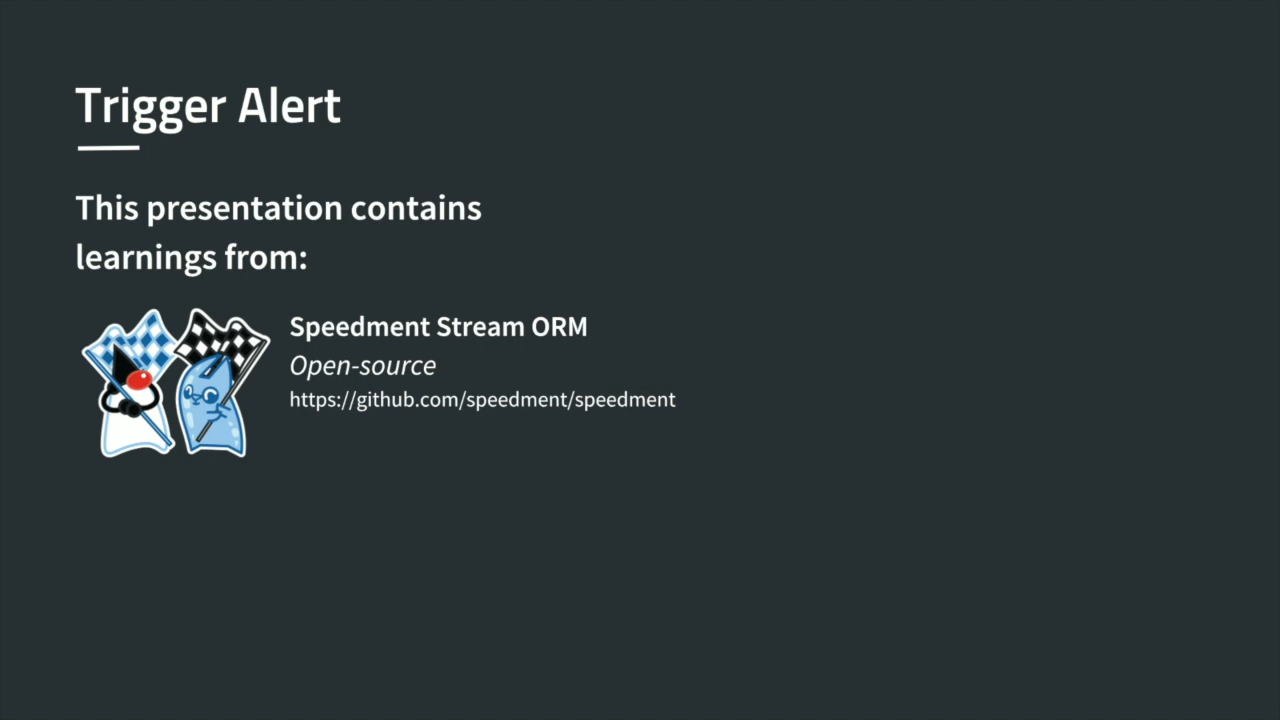 Trigger Alert
This presentation contains
learnings from:
Speedment Stream ORM
Open-source
https://github.com/speedment/speedment